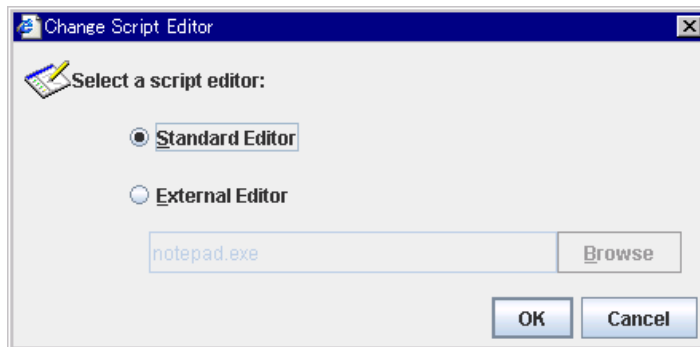 Change Script Editor
Select a script editor:
Standard Editor
External Editor
notepad.exe
Browse
OK
Cancel